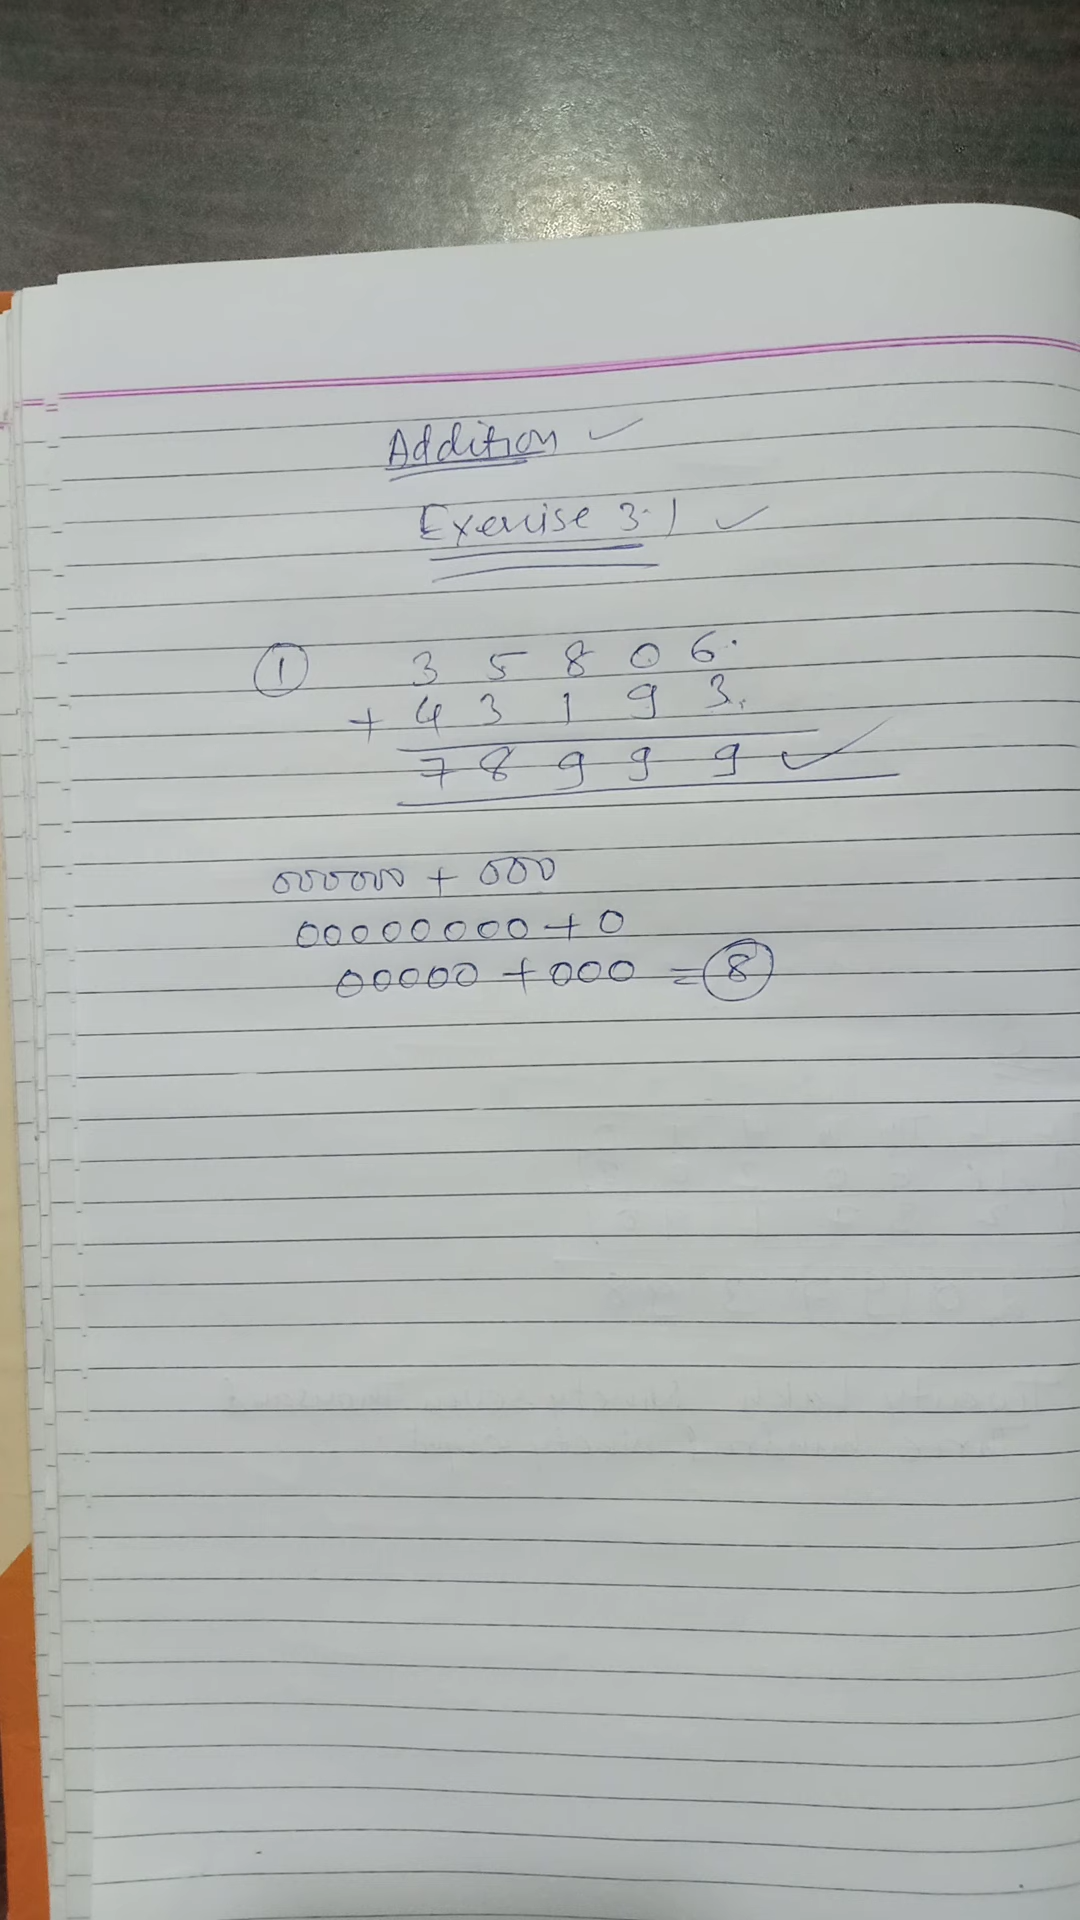 Addition ✓
Exercise 3.1 ✓
① 3 5 8 0 6
+ 4 3 1 9 3
7 8 9 9 9 ✓
000000 + 000
00000000 + 0
00000 + 000 = 8